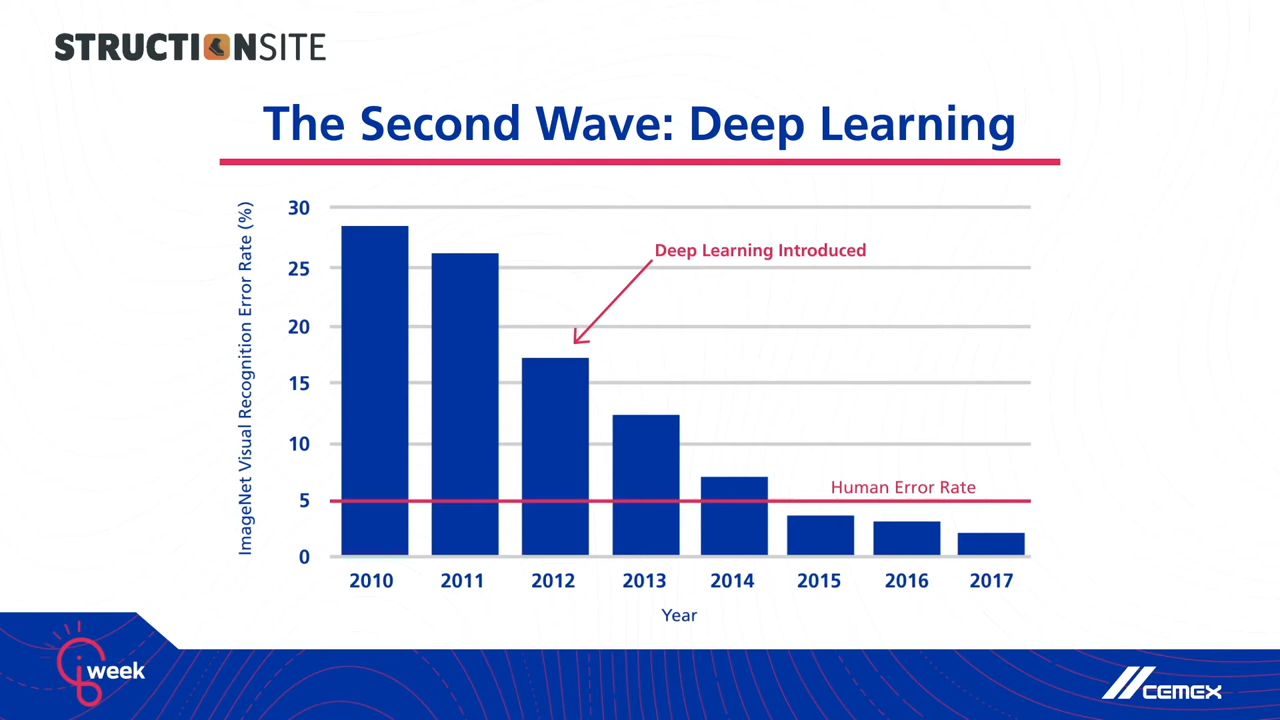 STRUCTIONSITE
The Second Wave: Deep Learning
ImageNet Visual Recognition Error Rate (%)
30
25
20
15
10
5
0
Deep Learning Introduced
Human Error Rate
2010 2011 2012 2013 2014 2015 2016 2017
Year
i week
CEMEX